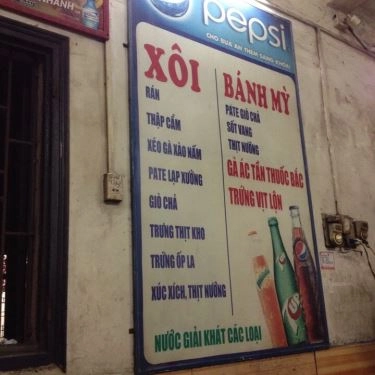 pepsi
CHO BỮA ĂN THÊM SẢNG KHOÁI
XÔI
RÁN
THẬP CẨM
XÉO GÀ XÀO NẤM
PATE LẠP XƯỞNG
GIÒ CHẢ
TRƯNG THỊT KHO
TRỨNG ỐP LA
XÚC XÍCH, THỊT NƯỚNG
BÁNH MỲ
PATE GIÒ CHẢ
SỐT VANG
THỊT NƯỚNG
GÀ ÁC TẦN THUỐC BẮC
TRỨNG VỊT LỘN
NƯỚC GIẢI KHÁT CÁC LOẠI